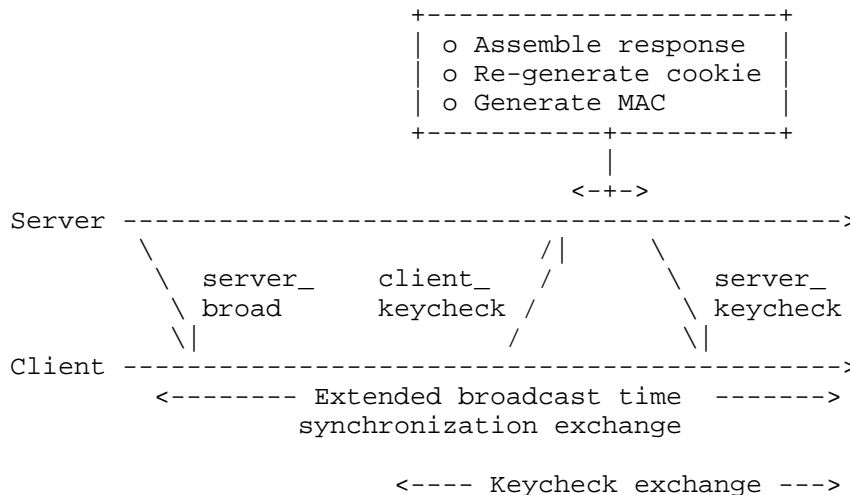 o Assemble response
o Re-generate cookie
o Generate MAC
Server
server_ client_ server_
broad keycheck keycheck
Client
Extended broadcast time
synchronization exchange
Keycheck exchange